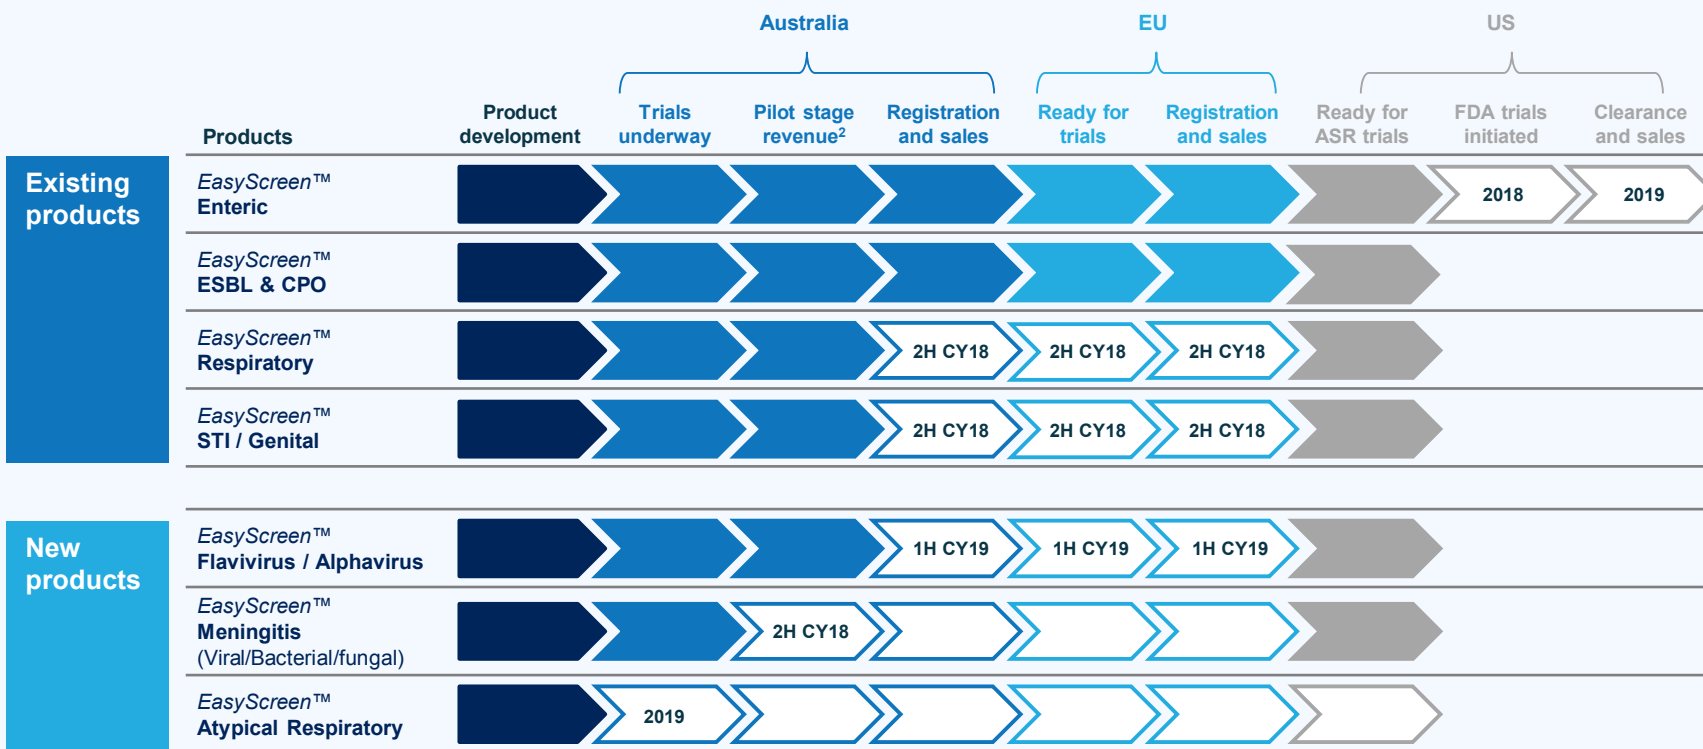 Australia
EU
US
Products
Product
development
Trials
underway
Pilot stage
revenue2
Registration
and sales
Ready for
trials
Registration
and sales
Ready for
ASR trials
FDA trials
initiated
Clearance
and sales
Existing
products
EasyScreen™
Enteric
2018
2019
EasyScreen™
ESBL & CPO
EasyScreen™
Respiratory
2H CY18
2H CY18
2H CY18
EasyScreen™
STI / Genital
2H CY18
2H CY18
2H CY18
New
products
EasyScreen™
Flavivirus / Alphavirus
1H CY19
1H CY19
1H CY19
EasyScreen™
Meningitis
(Viral/Bacterial/fungal)
2H CY18
EasyScreen™
Atypical Respiratory
2019